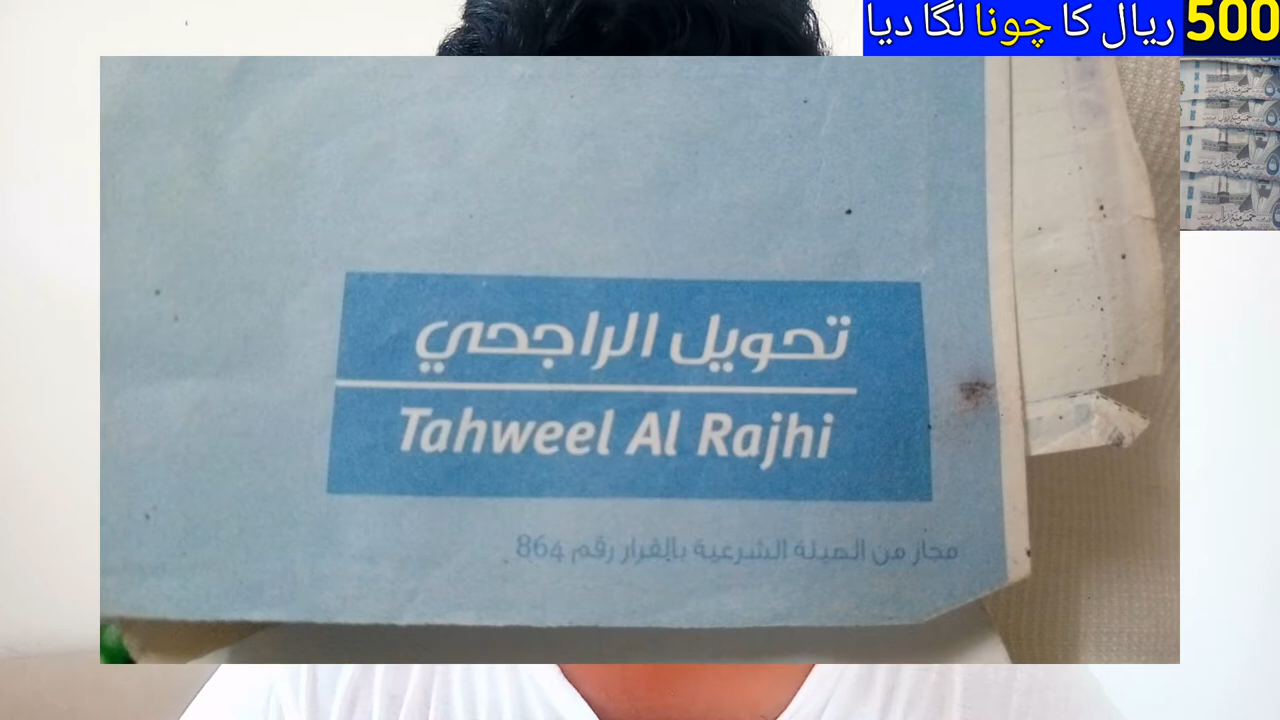 500 ریال کا چونا لگا دیا
تحويل الراجحي
Tahweel Al Rajhi
مجاز من الهيئة الشرعية بالقرار رقم 864